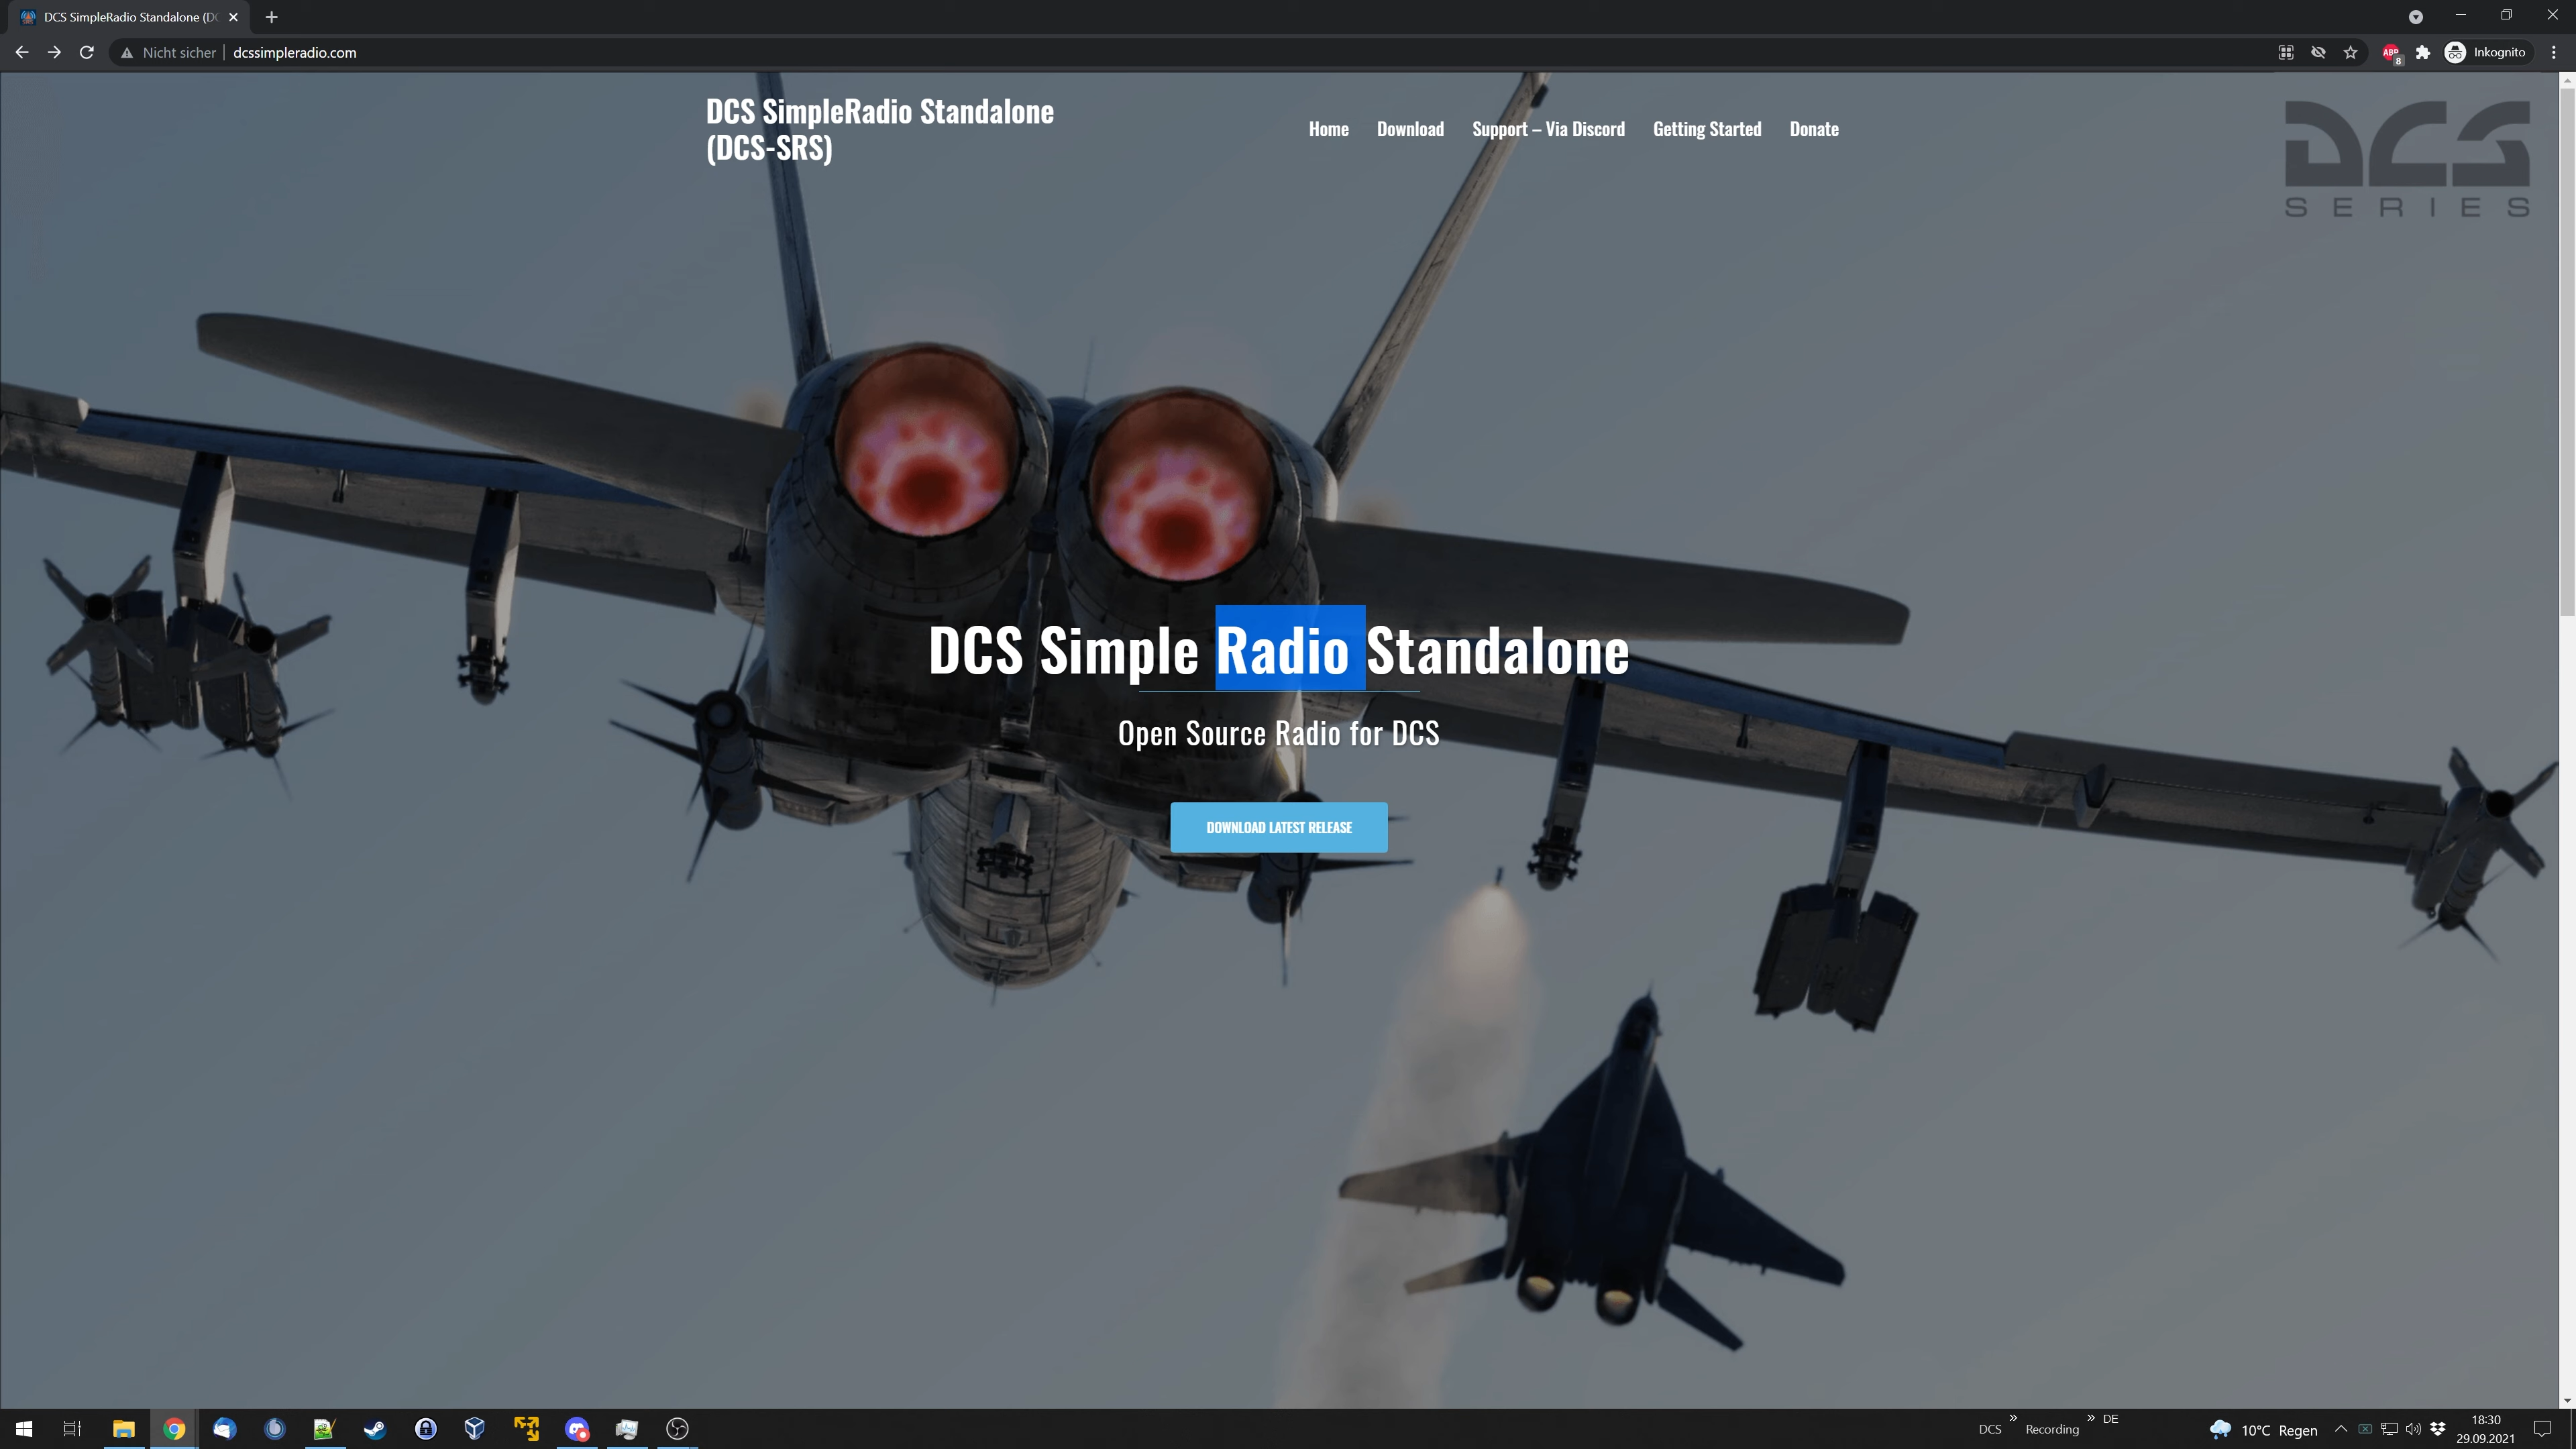 DCS SimpleRadio Standalone (DC
Nicht sicher dcssimpleradio.com
ABP
8
Inkognito
DCS SimpleRadio Standalone
(DCS-SRS)
Home Download Support – Via Discord Getting Started Donate
DCS
SERIES
DCS Simple Radio Standalone
Open Source Radio for DCS
DOWNLOAD LATEST RELEASE
DCS » Recording » DE
10°C Regen
18:30
29.09.2021